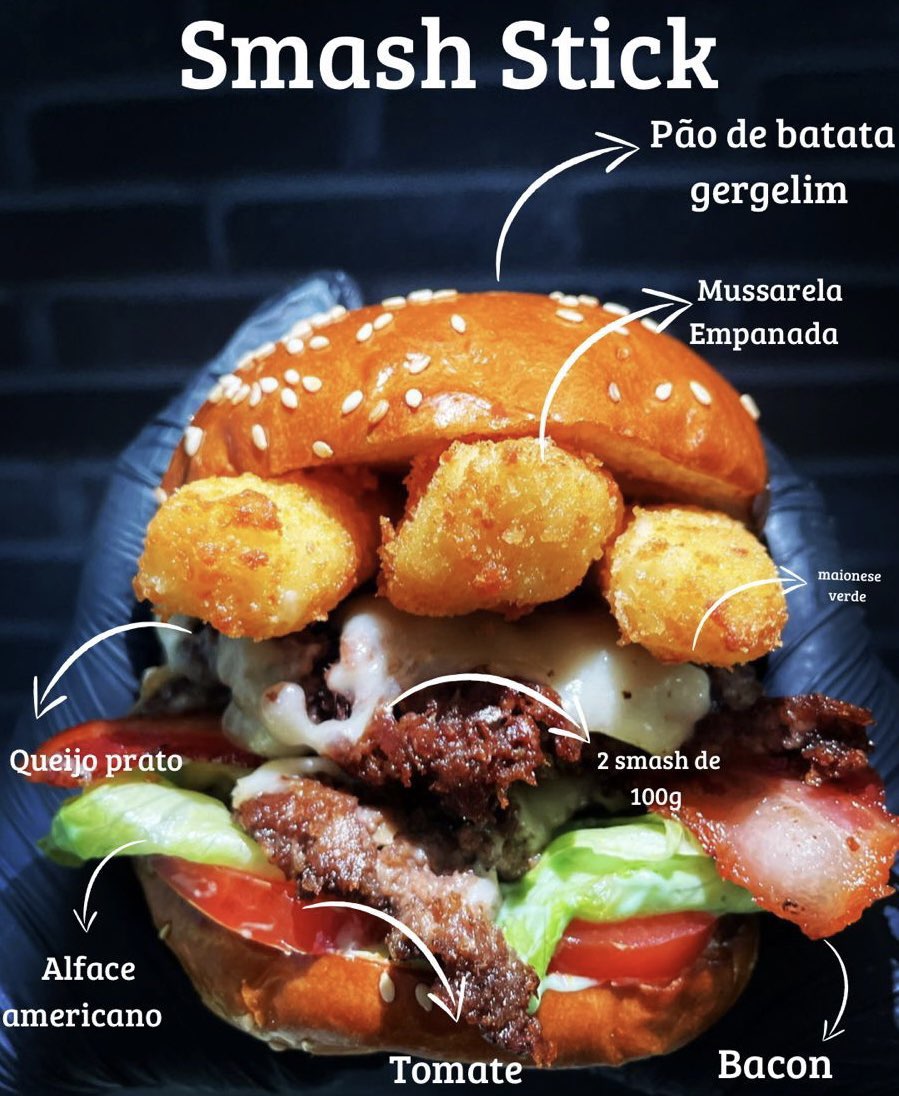 Smash Stick
Pão de batata
gergelim
Mussarela
Empanada
maionese
verde
Queijo prato
2 smash de
100g
Alface
americano
Tomate
Bacon